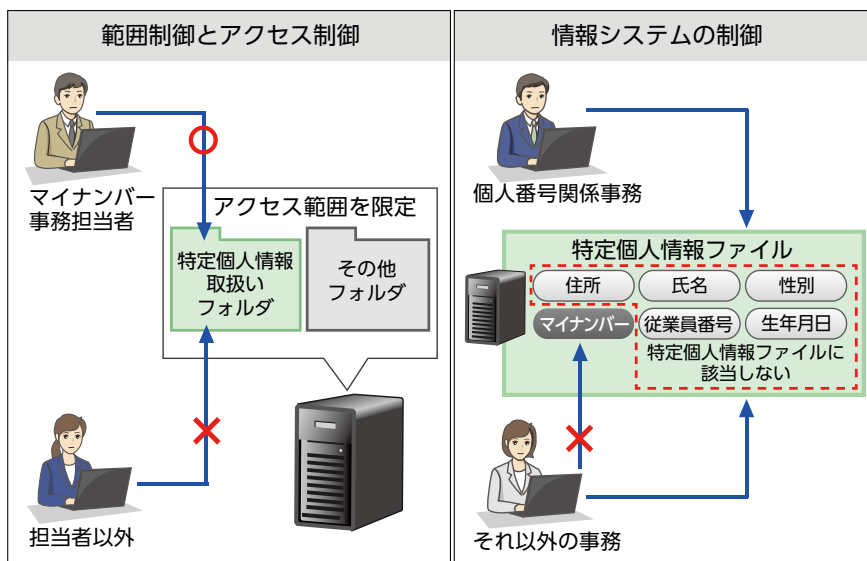 範囲制御とアクセス制御
マイナンバー
事務担当者
アクセス範囲を限定
特定個人情報
取扱い
フォルダ
その他
フォルダ
担当者以外
情報システムの制御
個人番号関係事務
特定個人情報ファイル
住所
氏名
性別
マイナンバー
従業員番号
生年月日
特定個人情報ファイルに
該当しない
それ以外の事務